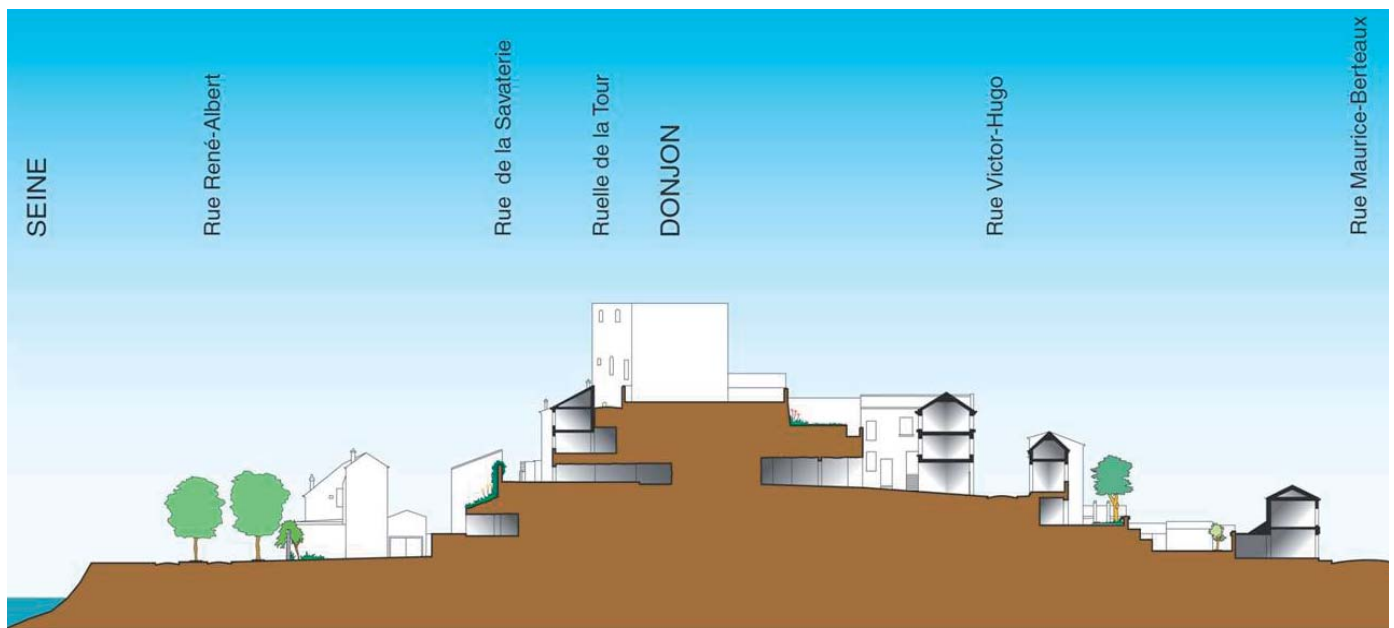 SEINE
Rue René-Albert
Rue de la Savaterie
Ruelle de la Tour
DONJON
Rue Victor-Hugo
Rue Maurice-Berteaux